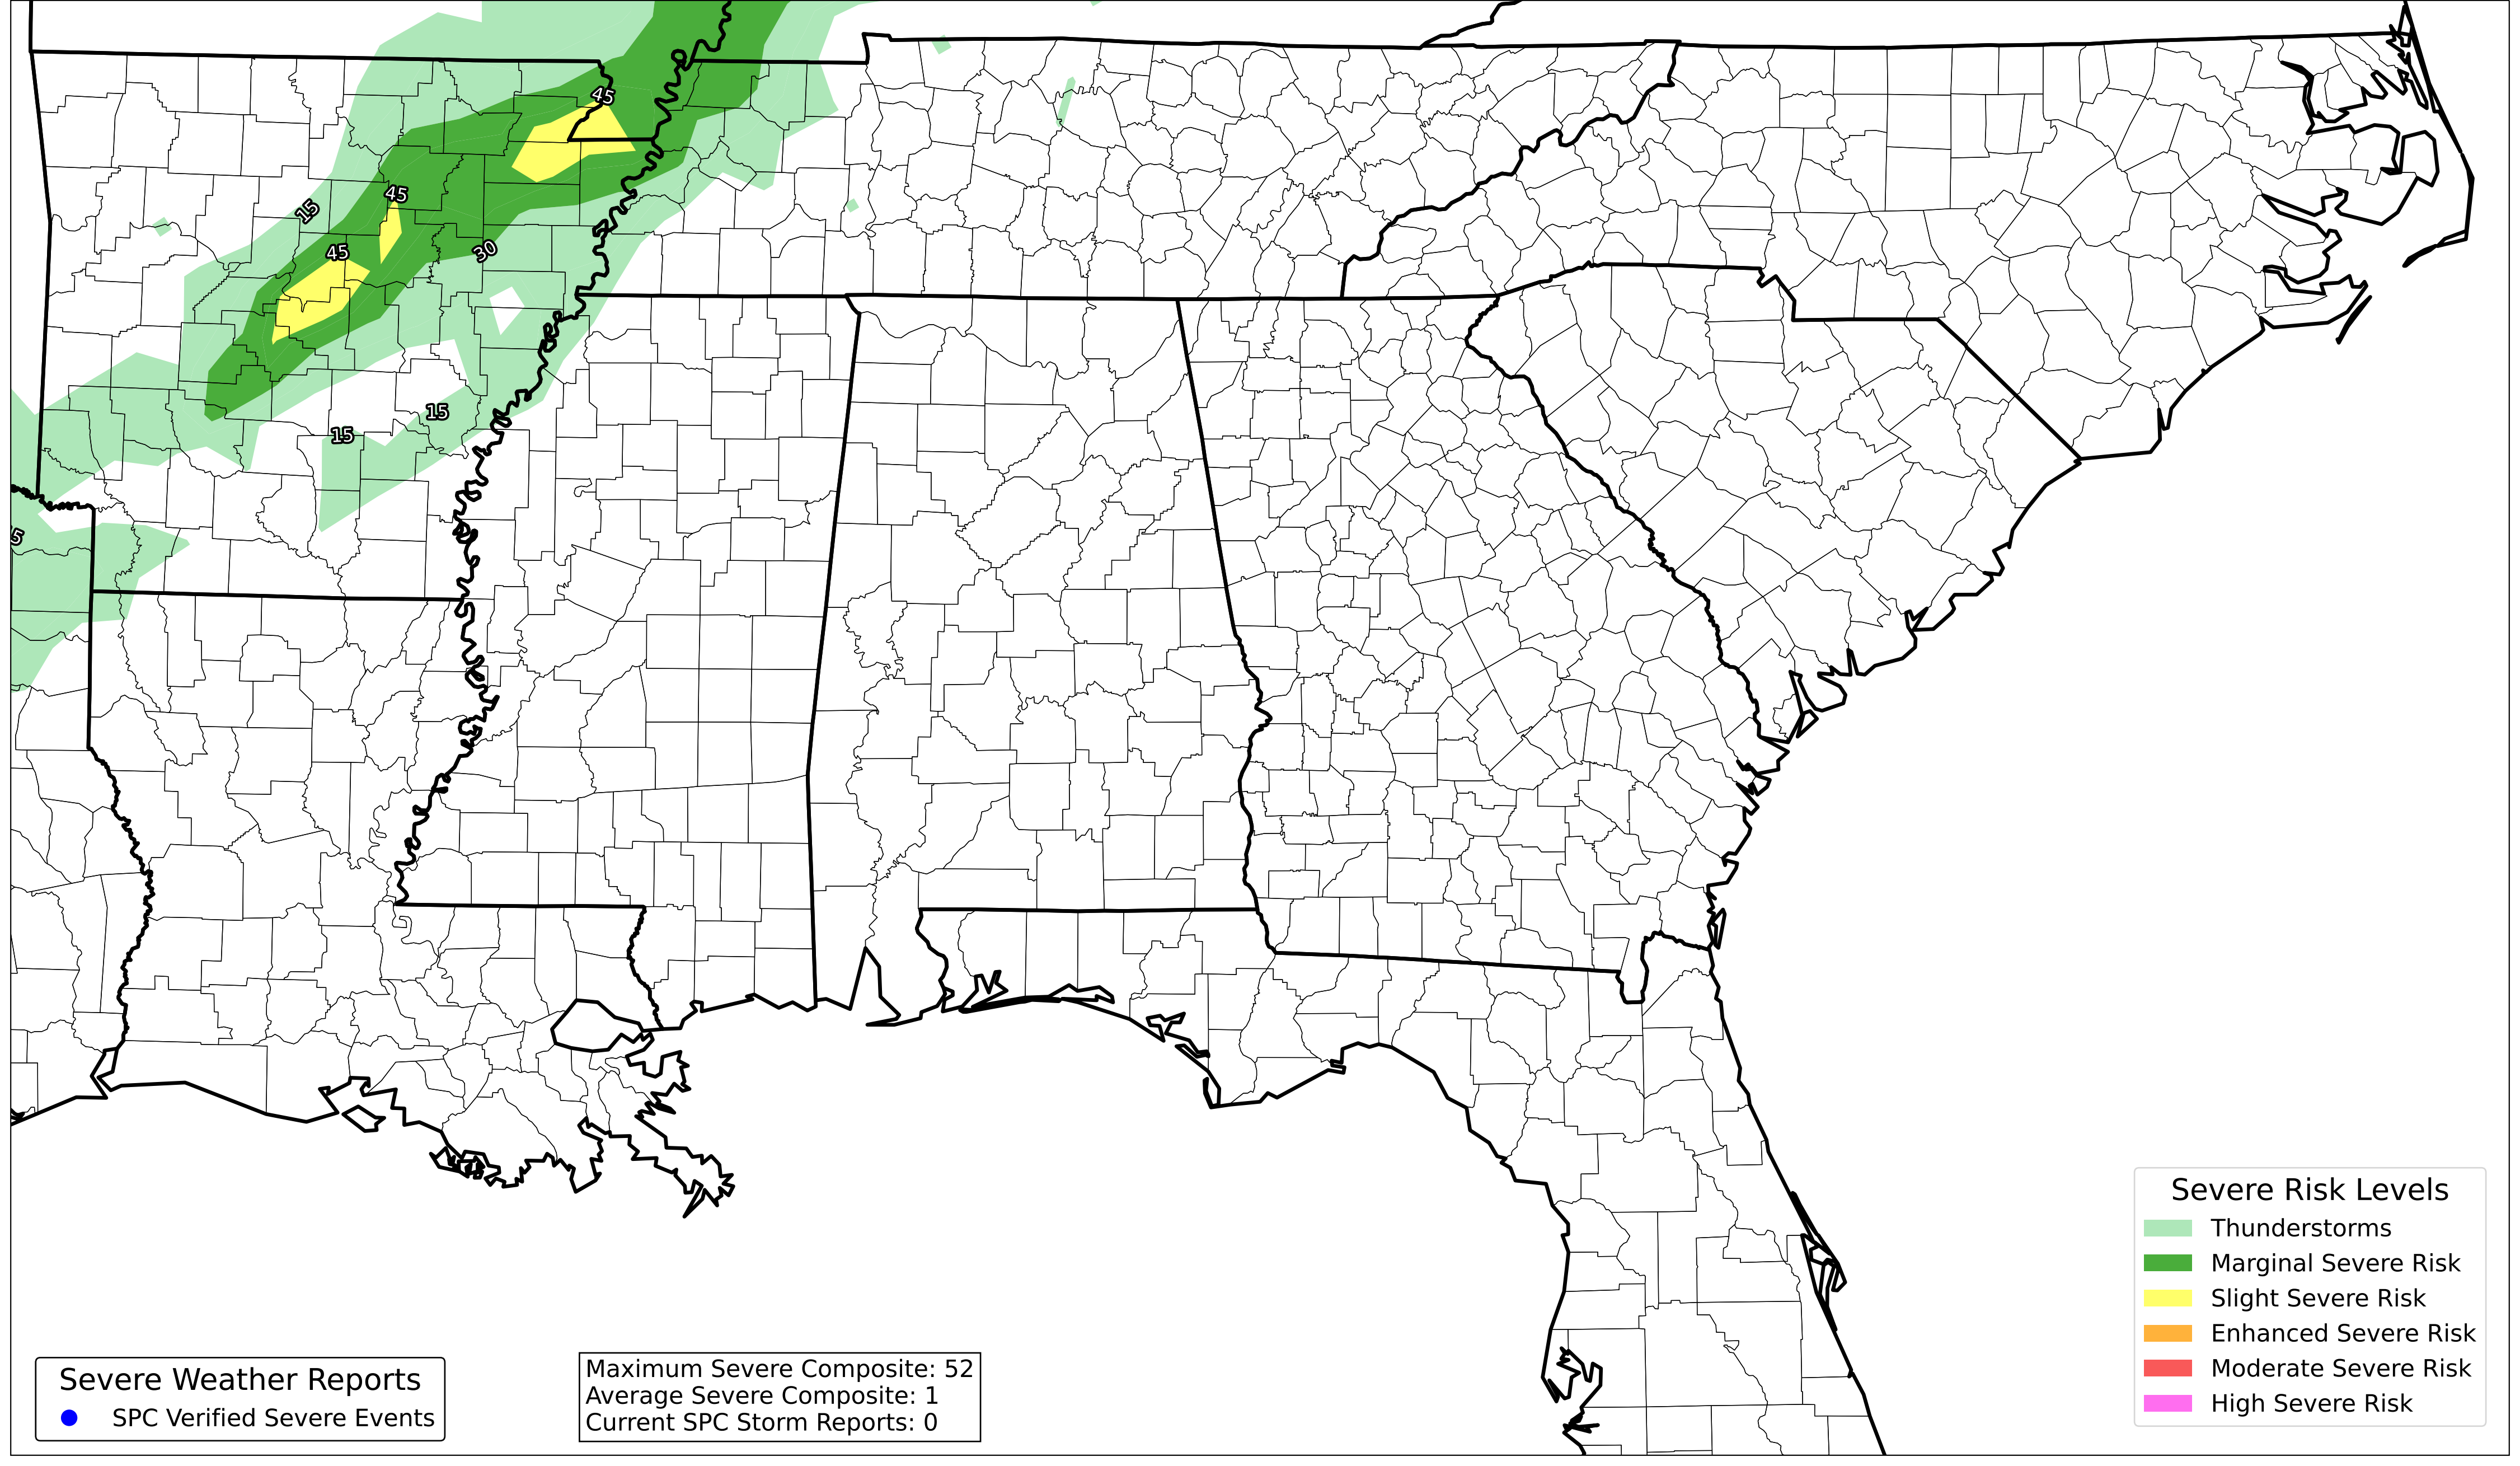 45
45
15
45
30
15
15
5
Severe Risk Levels
Thunderstorms
Marginal Severe Risk
Slight Severe Risk
Enhanced Severe Risk
Moderate Severe Risk
High Severe Risk
Severe Weather Reports
SPC Verified Severe Events
Maximum Severe Composite: 52
Average Severe Composite: 1
Current SPC Storm Reports: 0